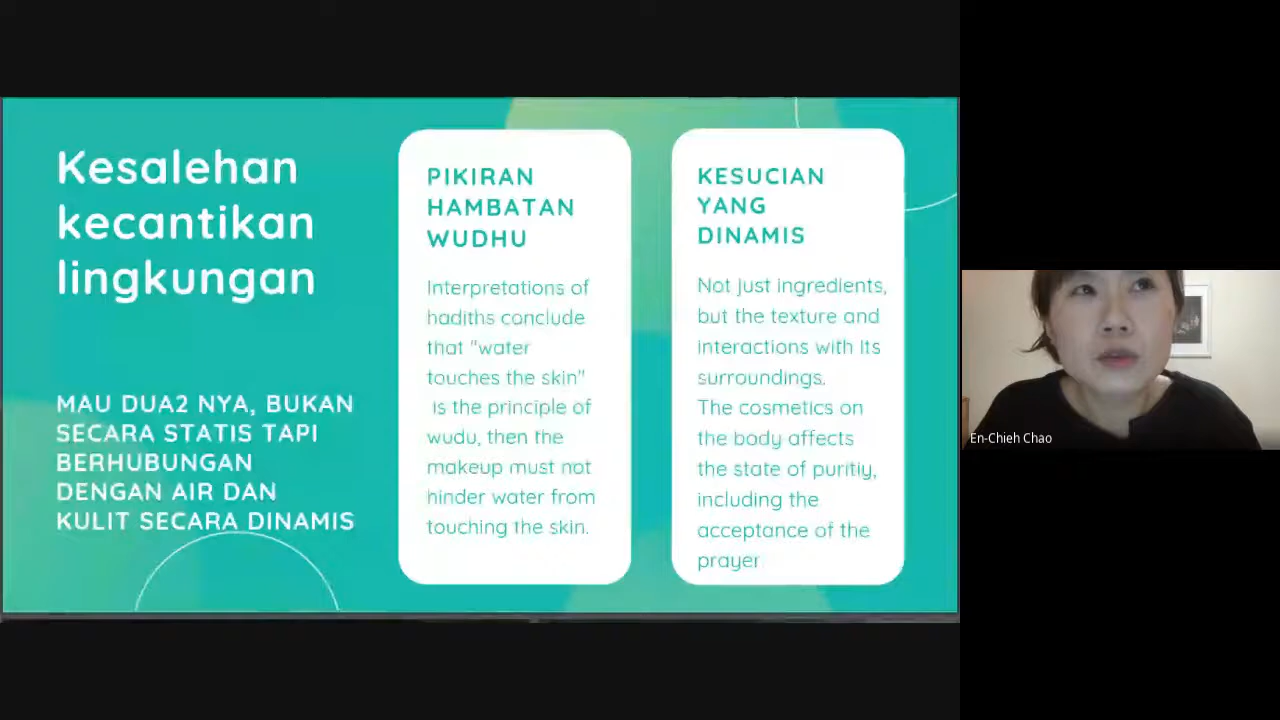 Kesalehan
kecantikan
lingkungan
MAU DUA2 NYA, BUKAN
SECARA STATIS TAPI
BERHUBUNGAN
DENGAN AIR DAN
KULIT SECARA DINAMIS
PIKIRAN
HAMBATAN
WUDHU
Interpretations of
hadiths conclude
that "water
touches the skin"
is the principle of
wudu, then the
makeup must not
hinder water from
touching the skin.
KESUCIAN
YANG
DINAMIS
Not just ingredients,
but the texture and
interactions with its
surroundings.
The cosmetics on
the body affects
the state of puritiy,
including the
acceptance of the
prayer
En-Chieh Chao